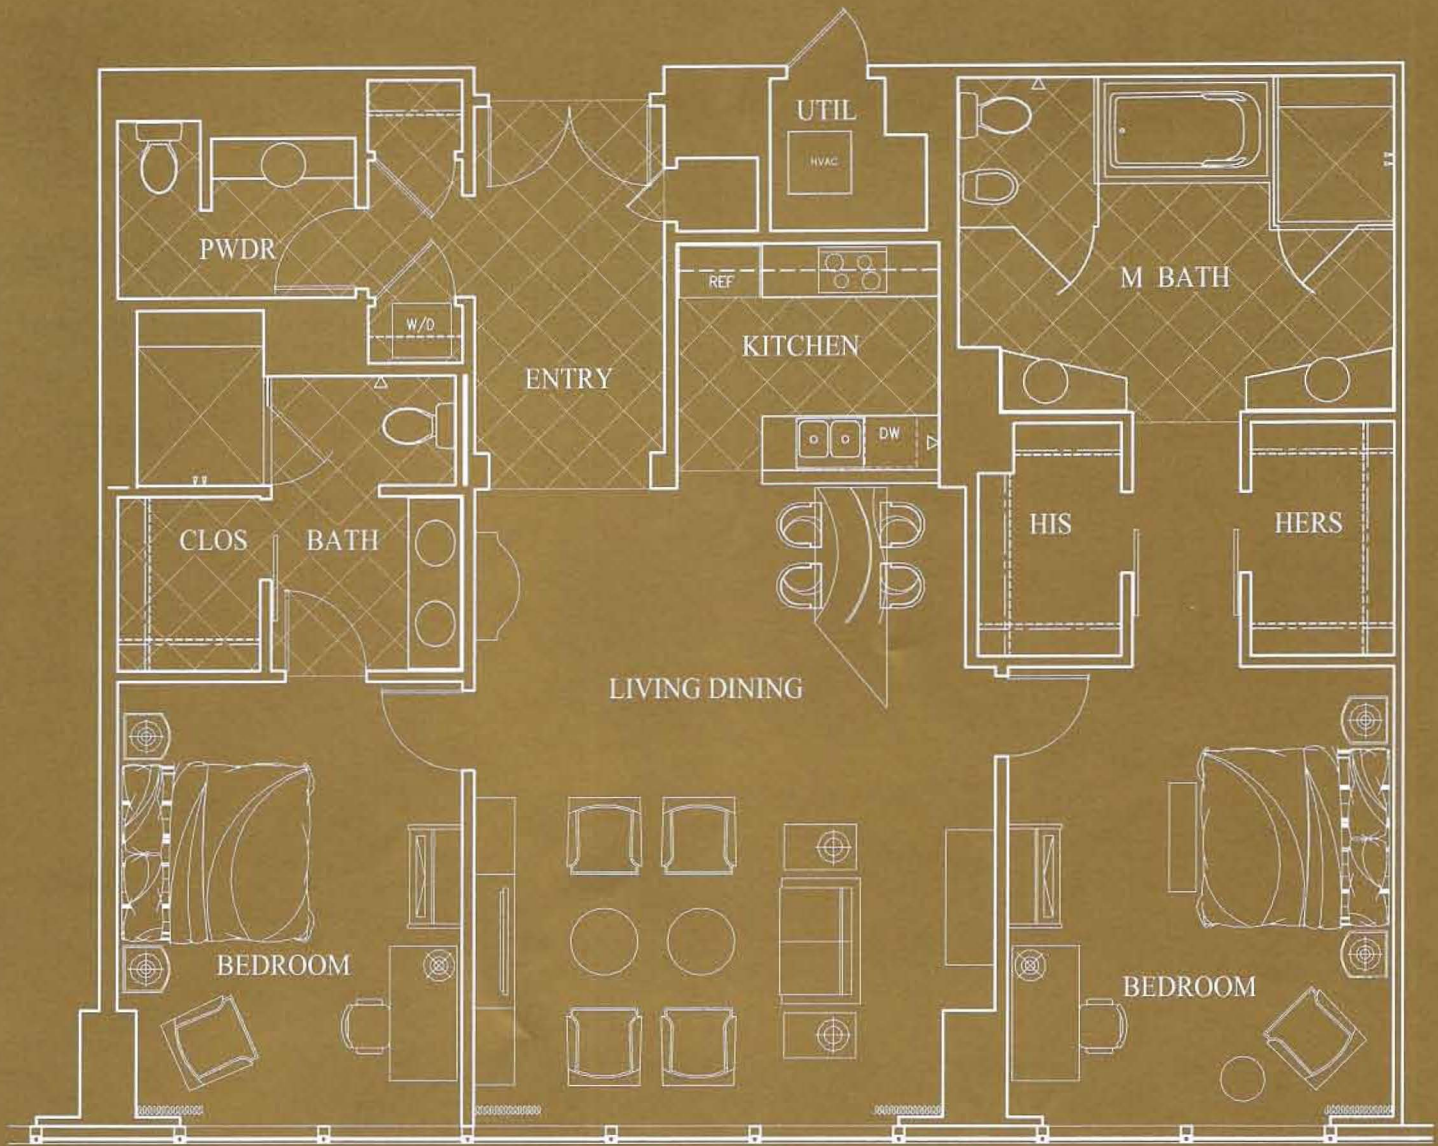 UTIL
HVAC
PWDR
M BATH
REF
W/D
KITCHEN
ENTRY
DW
CLOS
BATH
HIS
HERS
LIVING DINING
BEDROOM
BEDROOM